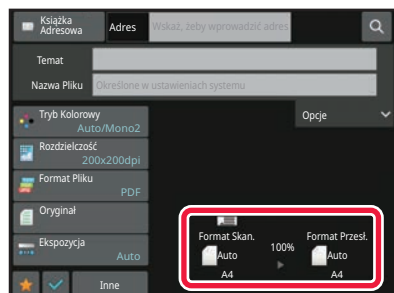 Książka
Adresowa
Adres
Wskaż, żeby wprowadzić adres
Temat
Nazwa Pliku
Określone w ustawieniach systemu
Tryb Kolorowy
Auto/Mono2
Opcje
Rozdzielczość
200x200dpi
Format Pliku
PDF
Oryginał
Ekspozycja
Auto
Format Skan.
Auto
A4
100%
Format Przesł.
Auto
A4
Inne